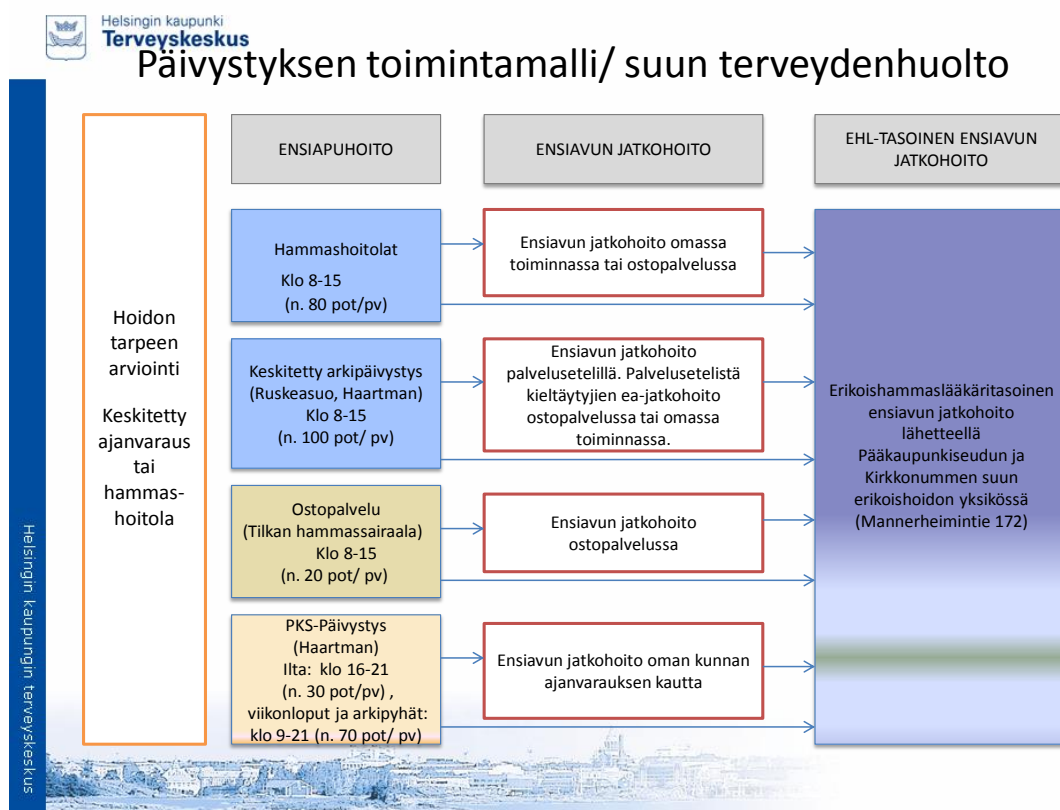 Helsingin kaupunki
Terveyskeskus
Päivystyksen toimintamalli/ suun terveydenhuolto
ENSIAPUHOITO
ENSIAVUN JATKOHOITO
EHL-TASOINEN ENSIAVUN
JATKOHOITO
Hoidon
tarpeen
arviointi
Keskitetty
ajanvaraus
tai
hammas-
hoitola
Hammashoitolat
Klo 8-15
(n. 80 pot/pv)
Ensiavun jatkohoito omassa
toiminnassa tai ostopalvelussa
Keskitetty arkipäivystys
(Ruskeasuo, Haartman)
Klo 8-15
(n. 100 pot/ pv)
Ensiavun jatkohoito
palvelusetelillä. Palvelusetelistä
kieltäytyjien ea-jatkohoito
ostopalvelussa tai omassa
toiminnassa.
Ostopalvelu
(Tilkan hammassairaala)
Klo 8-15
(n. 20 pot/ pv)
Ensiavun jatkohoito
ostopalvelussa
PKS-Päivystys
(Haartman)
Ilta: klo 16-21
(n. 30 pot/pv) ,
viikonloput ja arkipyhät:
klo 9-21 (n. 70 pot/ pv)
Ensiavun jatkohoito oman kunnan
ajanvarauksen kautta
Erikoishammaslääkäritasoinen
ensiavun jatkohoito
lähetteellä
Pääkaupunkiseudun ja
Kirkkonummen suun
erikoishoidon yksikössä
(Mannerheimintie 172)
Helsingin kaupungin terveyskeskus